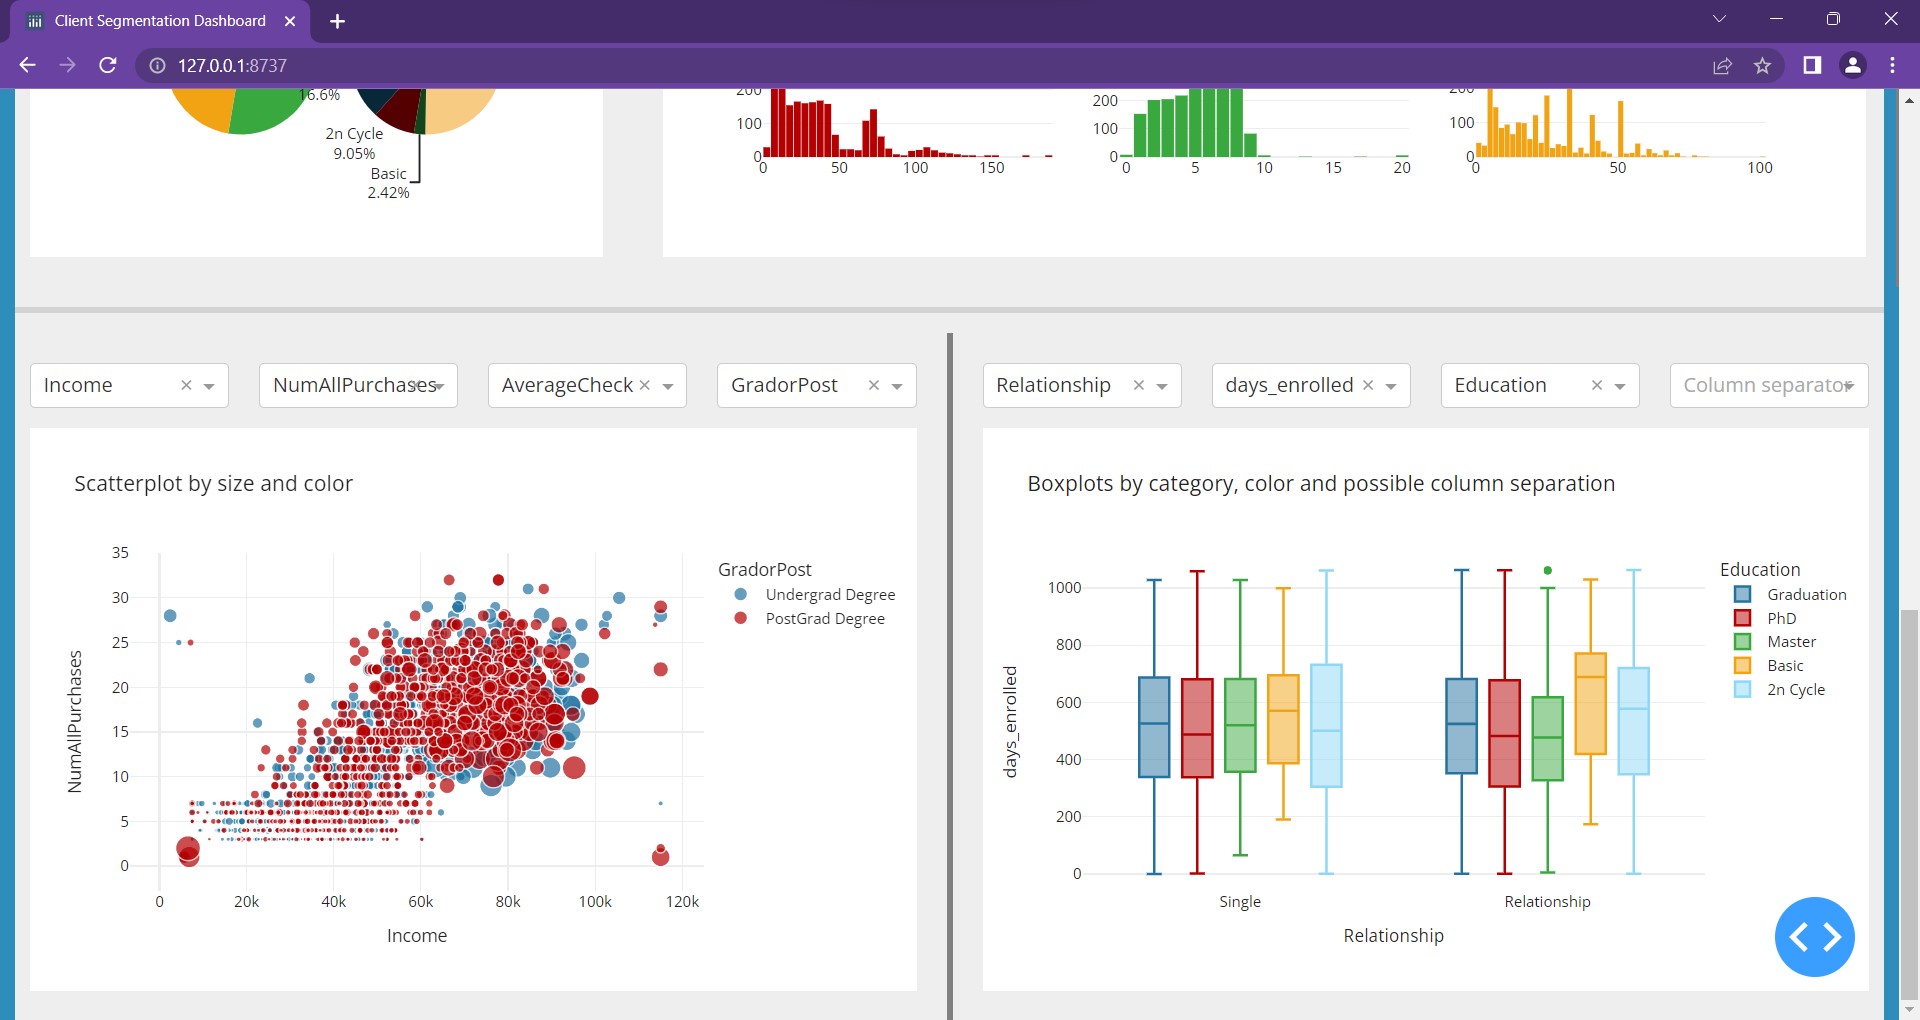 Client Segmentation Dashboard
127.0.0.1:8737
16.6%
2n Cycle
9.05%
Basic
2.42%
200
100
0
0 50 100 150
200
100
0
0 5 10 15 20
200
100
0
0 50 100
Income
NumAllPurchases
AverageCheck
GradorPost
Relationship
days_enrolled
Education
Column separator
Scatterplot by size and color
NumAllPurchases
35
30
25
20
15
10
5
0
0 20k 40k 60k 80k 100k 120k
Income
GradorPost
Undergrad Degree
PostGrad Degree
Boxplots by category, color and possible column separation
days_enrolled
1000
800
600
400
200
0
Single Relationship
Relationship
Education
Graduation
PhD
Master
Basic
2n Cycle